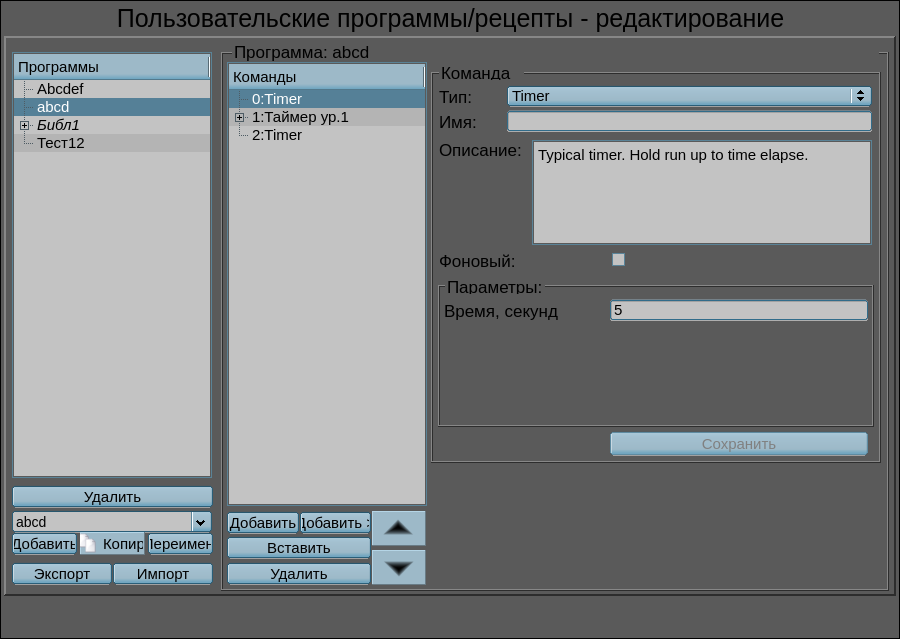 Пользовательские программы/рецепты - редактирование
Программы
Abcdef
abcd
Библ1
Тест12
Удалить
abcd
Добавить
Копир
Переимен
Экспорт
Импорт
Программа: abcd
Команды
0:Timer
1:Таймер ур.1
2:Timer
Добавить
Добавить >
Вставить
Удалить
Команда
Тип:
Timer
Имя:
Описание:
Typical timer. Hold run up to time elapse.
Фоновый:
Параметры:
Время, секунд
5
Сохранить